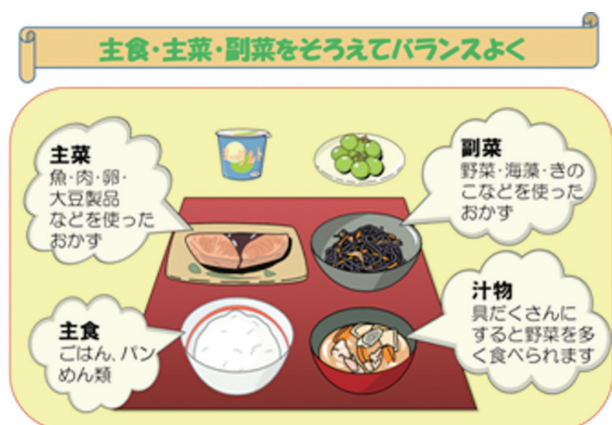 主食・主菜・副菜をそろえてバランスよく
主菜
魚・肉・卵・
大豆製品
などを使った
おかず
副菜
野菜・海藻・きの
こなどを使った
おかず
主食
ごはん、パン
めん類
汁物
具だくさんに
すると野菜を多
く食べられます